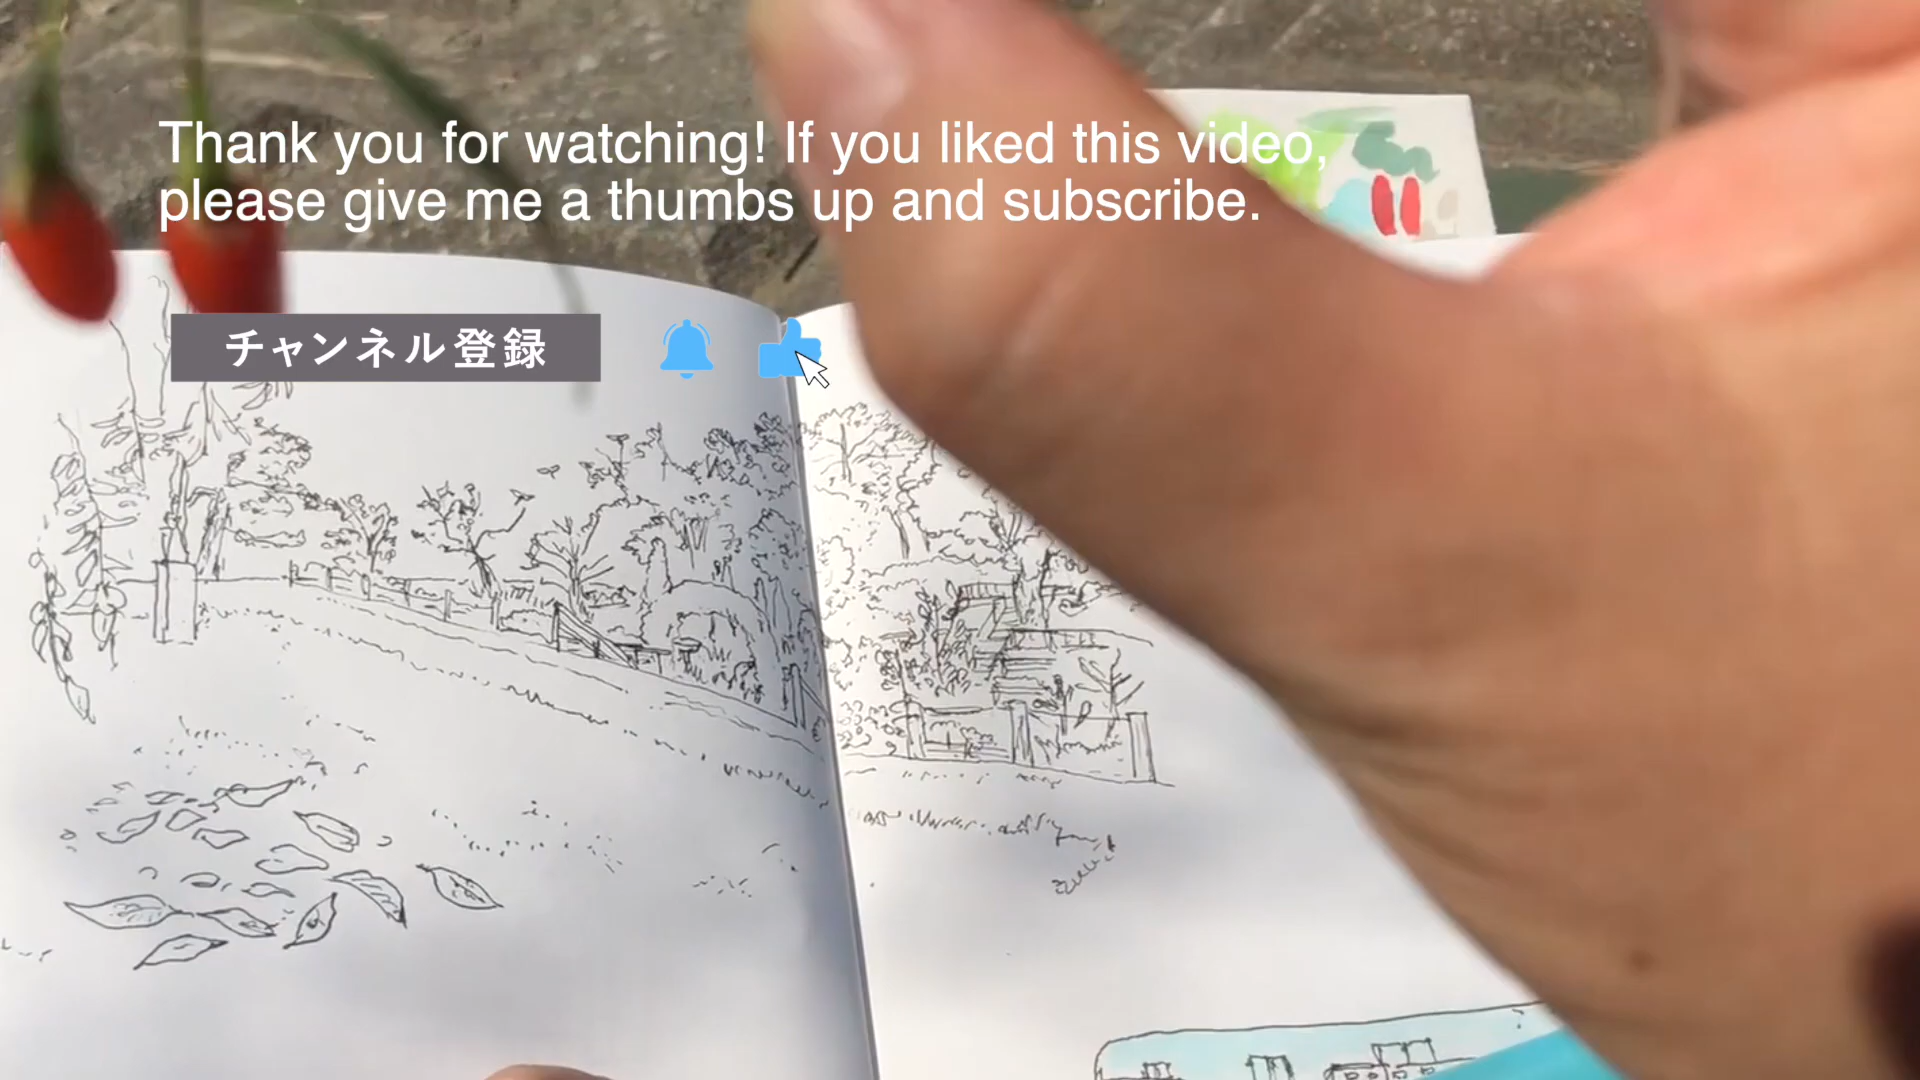 Thank you for watching! If you liked this video,
please give me a thumbs up and subscribe.
チャンネル登録